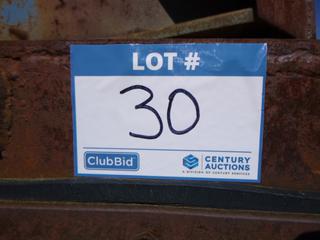 LOT #
30
ClubBid
CENTURY
AUCTIONS
A DIVISION OF CENTURY SERVICES